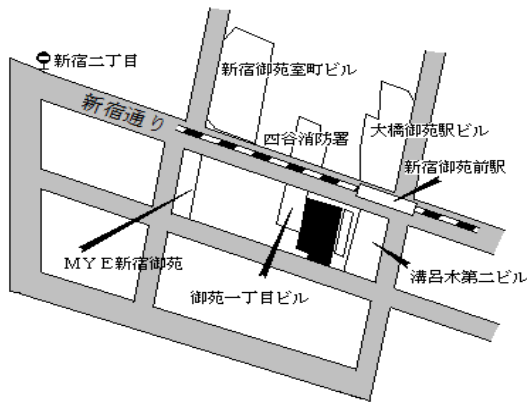 新宿二丁目
新宿御苑室町ビル
新宿通り
四谷消防署
大橋御苑駅ビル
新宿御苑前駅
ＭＹＥ新宿御苑
御苑一丁目ビル
溝呂木第二ビル